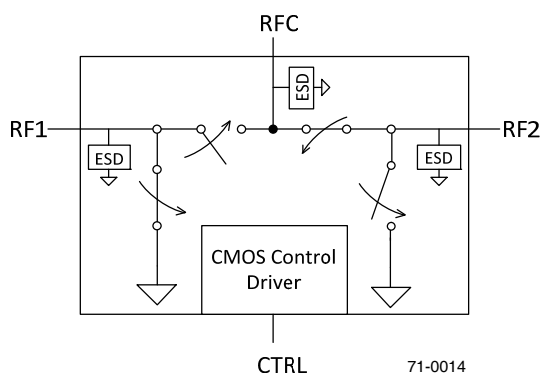 RFC
ESD
RF1
RF2
ESD
ESD
CMOS Control
Driver
CTRL
71-0014